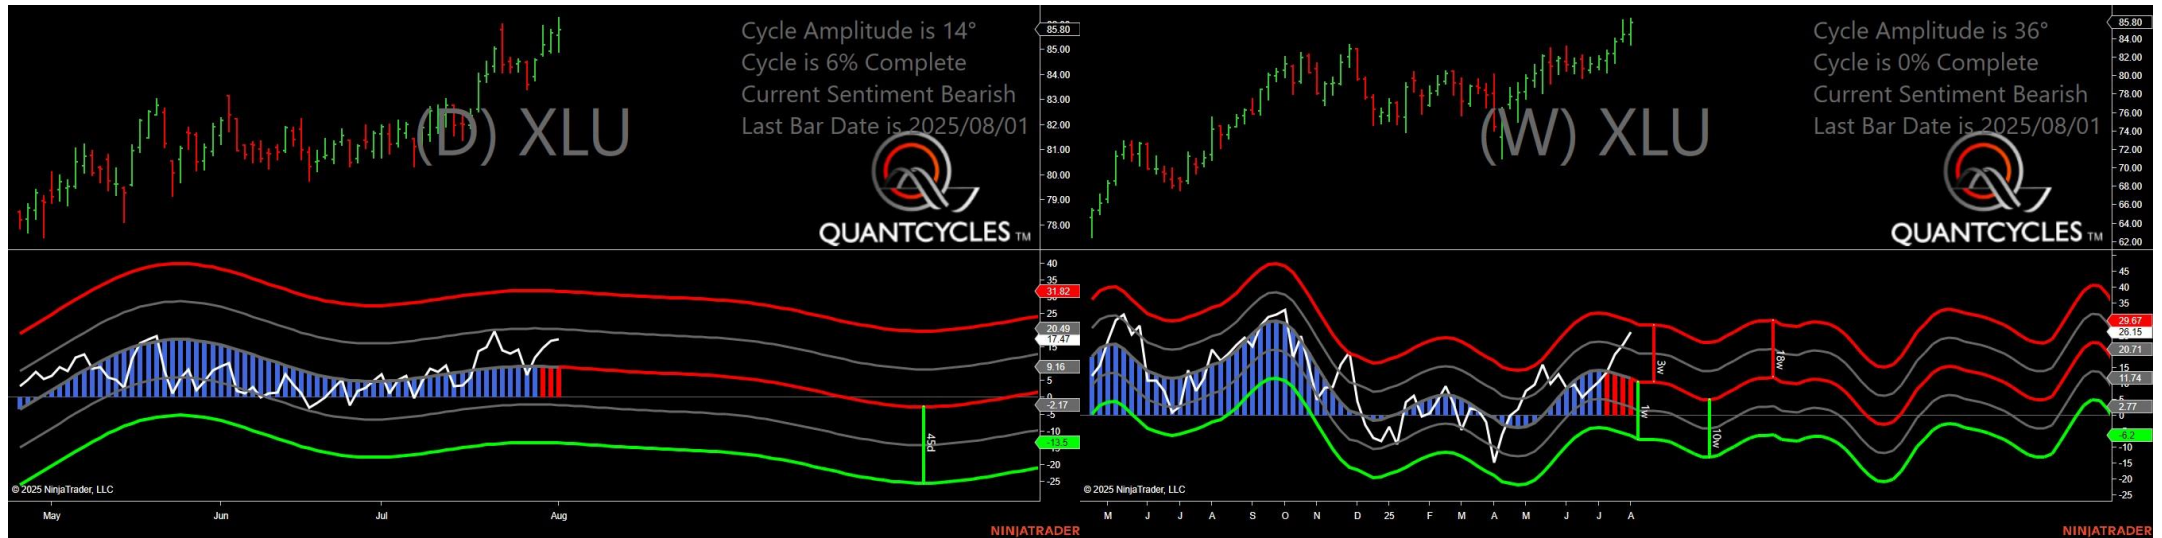 Cycle Amplitude is 14°
Cycle is 6% Complete
Current Sentiment Bearish
Last Bar Date is 2025/08/01
(D) XLU
QUANTCYCLES TM
85.80
85.00
84.00
83.00
82.00
81.00
80.00
79.00
78.00
40
35
31.82
25
20.49
17.47
15
9.16
5
0
-2.17
-5
-10
-13.5
-20
-25
45d
© 2025 NinjaTrader, LLC
May
Jun
Jul
Aug
NINJATRADER
Cycle Amplitude is 36°
Cycle is 0% Complete
Current Sentiment Bearish
Last Bar Date is 2025/08/01
(W) XLU
QUANTCYCLES TM
85.80
84.00
82.00
80.00
78.00
76.00
74.00
72.00
70.00
68.00
66.00
64.00
62.00
45
40
35
29.67
26.15
20.71
11.74
5
2.77
-6.2
-10
-15
-20
-25
3w
18w
1w
10w
© 2025 NinjaTrader, LLC
M J J A S O N D 25 F M A M J J A
NINJATRADER